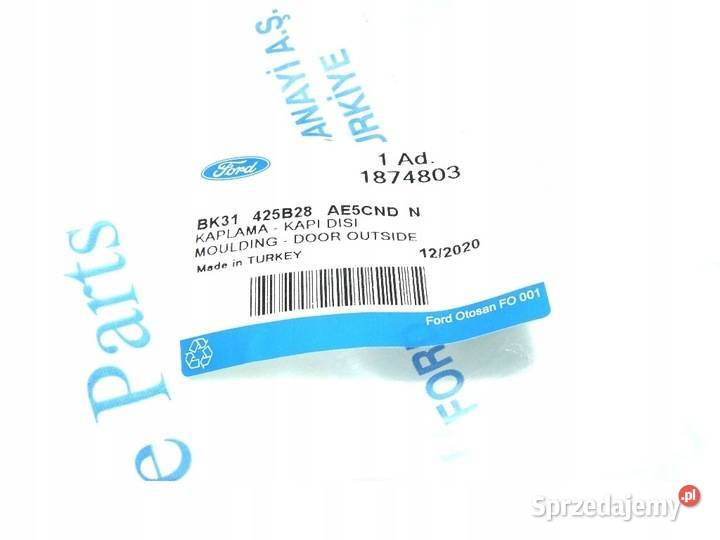 ANAYİ A.Ş.
JRKİYE
Ford
1 Ad.
1874803
BK31 425B28 AE5CND N
KAPLAMA - KAPI DISI
MOULDING - DOOR OUTSIDE
Made in TURKEY
12/2020
Ford Otosan FO 001
FOR
e Parts
Sprzedajemy.pl